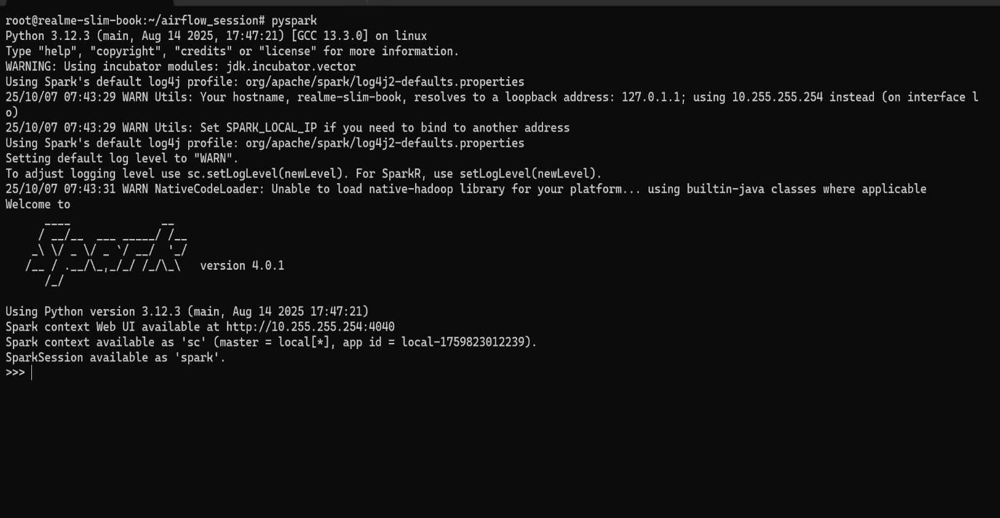 root@realme-slim-book:~/airflow_session# pyspark
Python 3.12.3 (main, Aug 14 2025, 17:47:21) [GCC 13.3.0] on linux
Type "help", "copyright", "credits" or "license" for more information.
WARNING: Using incubator modules: jdk.incubator.vector
Using Spark's default log4j profile: org/apache/spark/log4j2-defaults.properties
25/10/07 07:43:29 WARN Utils: Your hostname, realme-slim-book, resolves to a loopback address: 127.0.1.1; using 10.255.255.254 instead (on interface l
o)
25/10/07 07:43:29 WARN Utils: Set SPARK_LOCAL_IP if you need to bind to another address
Using Spark's default log4j profile: org/apache/spark/log4j2-defaults.properties
Setting default log level to "WARN".
To adjust logging level use sc.setLogLevel(newLevel). For SparkR, use setLogLevel(newLevel).
25/10/07 07:43:31 WARN NativeCodeLoader: Unable to load native-hadoop library for your platform... using builtin-java classes where applicable
Welcome to
      ____              __
     / __/__  ___ _____/ /__
    _\ \/ _ \/ _ `/ __/  '_/
   /__ / .__/\_,_/_/ /_/\_\   version 4.0.1
      /_/

Using Python version 3.12.3 (main, Aug 14 2025 17:47:21)
Spark context Web UI available at http://10.255.255.254:4040
Spark context available as 'sc' (master = local[*], app id = local-1759823012239).
SparkSession available as 'spark'.
>>>